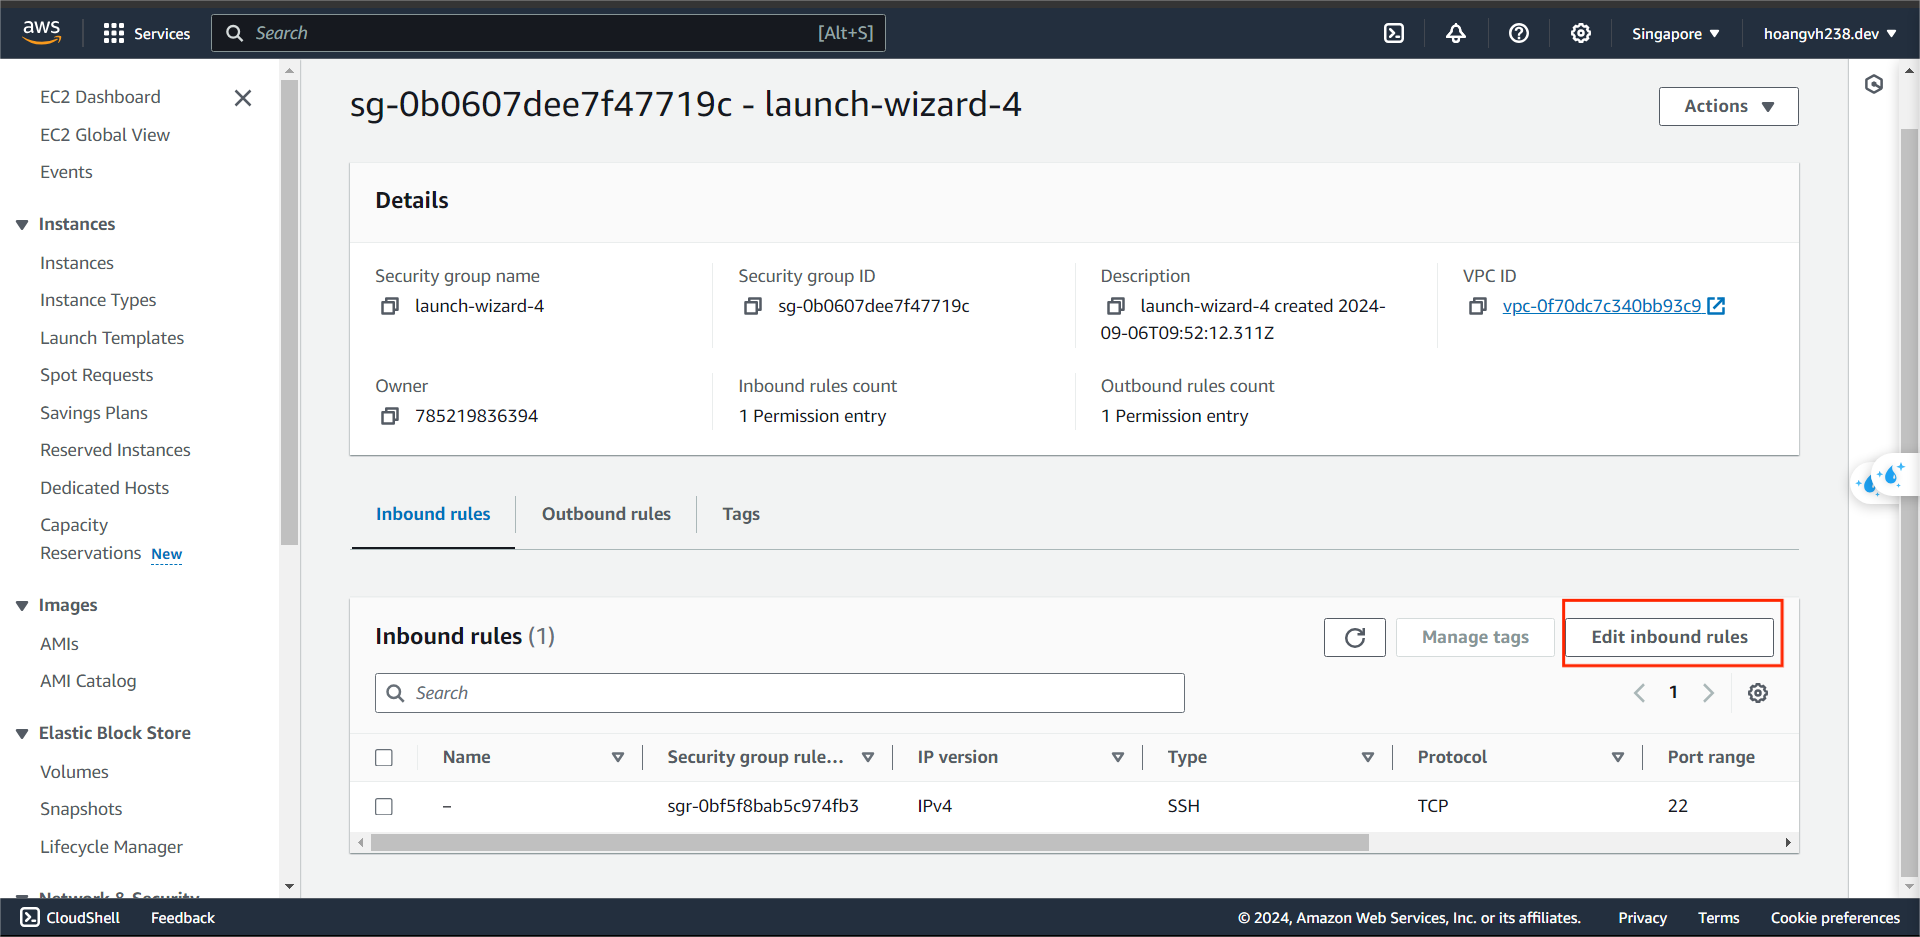 aws
Services
Search
[Alt+S]
Singapore
hoangvh238.dev
EC2 Dashboard
EC2 Global View
Events
Instances
Instances
Instance Types
Launch Templates
Spot Requests
Savings Plans
Reserved Instances
Dedicated Hosts
Capacity
Reservations New
Images
AMIs
AMI Catalog
Elastic Block Store
Volumes
Snapshots
Lifecycle Manager
Network & Security
sg-0b0607dee7f47719c - launch-wizard-4
Actions
Details
Security group name
launch-wizard-4
Security group ID
sg-0b0607dee7f47719c
Description
launch-wizard-4 created 2024-
09-06T09:52:12.311Z
VPC ID
vpc-0f70dc7c340bb93c9
Owner
785219836394
Inbound rules count
1 Permission entry
Outbound rules count
1 Permission entry
Inbound rules
Outbound rules
Tags
Inbound rules (1)
Manage tags
Edit inbound rules
Search
1
Name
Security group rule...
IP version
Type
Protocol
Port range
–
sgr-0bf5f8bab5c974fb3
IPv4
SSH
TCP
22
CloudShell
Feedback
© 2024, Amazon Web Services, Inc. or its affiliates.
Privacy
Terms
Cookie preferences